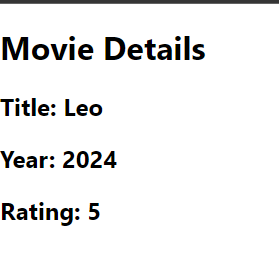 Movie Details
Title: Leo
Year: 2024
Rating: 5